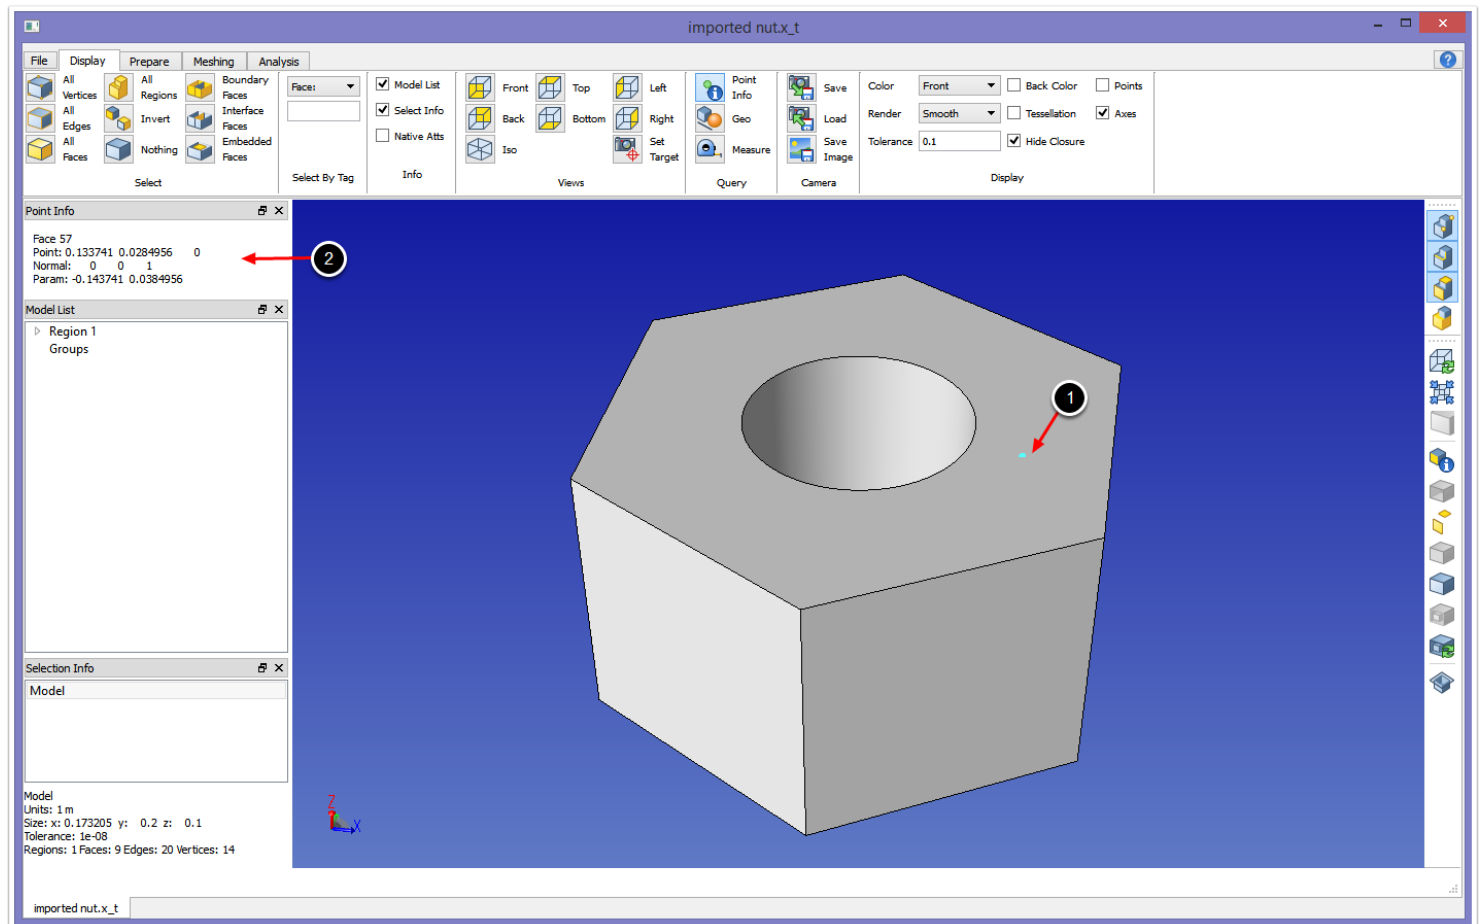 imported nut.x_t
File Display Prepare Meshing Analysis
All Vertices
All Regions
Boundary Faces
All Edges
Invert
Interface Faces
All Faces
Nothing
Embedded Faces
Select
Face:
Select By Tag
Model List
Select Info
Native Atts
Info
Front Top Left
Back Bottom Right
Iso
Set Target
Views
Point Info
Geo
Measure
Query
Save
Load
Save Image
Camera
Color Front Back Color Points
Render Smooth Tessellation Axes
Tolerance 0.1 Hide Closure
Display
Point Info
Face 57
Point: 0.133741 0.0284956 0
Normal: 0 0 1
Param: -0.143741 0.0384956
2
1
Model List
Region 1
Groups
Selection Info
Model
Model
Units: 1 m
Size: x: 0.173205 y: 0.2 z: 0.1
Tolerance: 1e-08
Regions: 1 Faces: 9 Edges: 20 Vertices: 14
Z
X
imported nut.x_t